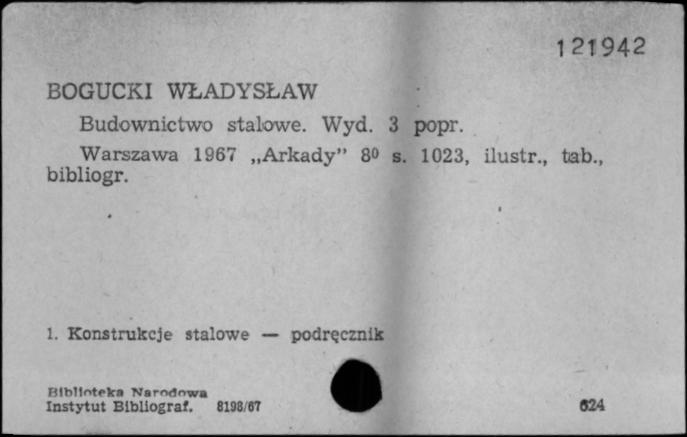 121942
BOGUCKI WŁADYSŁAW
Budownictwo stalowe. Wyd. 3 popr.
Warszawa 1967 „Arkady” 8⁰ s. 1023, ilustr., tab.,
bibliogr.
1. Konstrukcje stalowe — podręcznik
Biblioteka Narodowa
Instytut Bibliograf. 8198/67
624